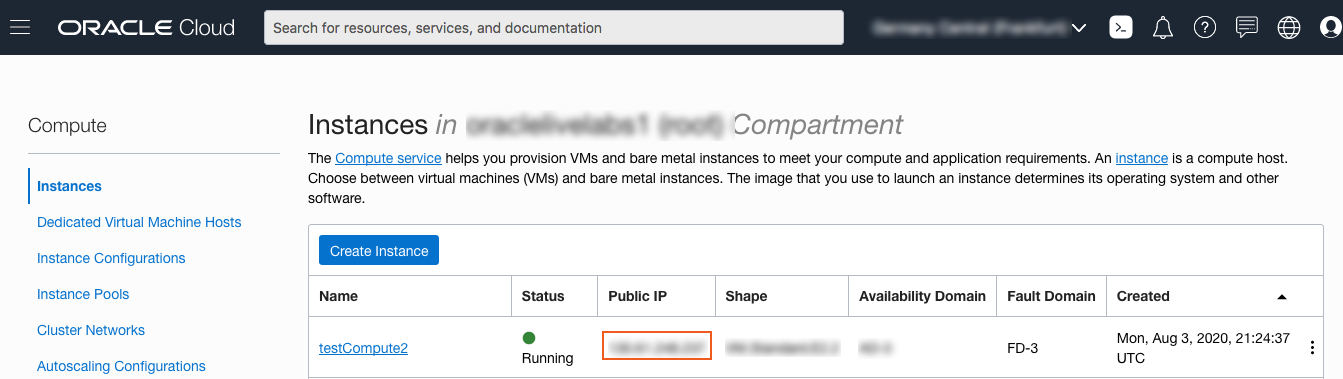 ORACLE Cloud
Search for resources, services, and documentation
Compute
Instances
Dedicated Virtual Machine Hosts
Instance Configurations
Instance Pools
Cluster Networks
Autoscaling Configurations
Instances in Compartment
The Compute service helps you provision VMs and bare metal instances to meet your compute and application requirements. An instance is a compute host.
Choose between virtual machines (VMs) and bare metal instances. The image that you use to launch an instance determines its operating system and other
software.
Create Instance
Name Status Public IP Shape Availability Domain Fault Domain Created
testCompute2 Running FD-3 Mon, Aug 3, 2020, 21:24:37
UTC